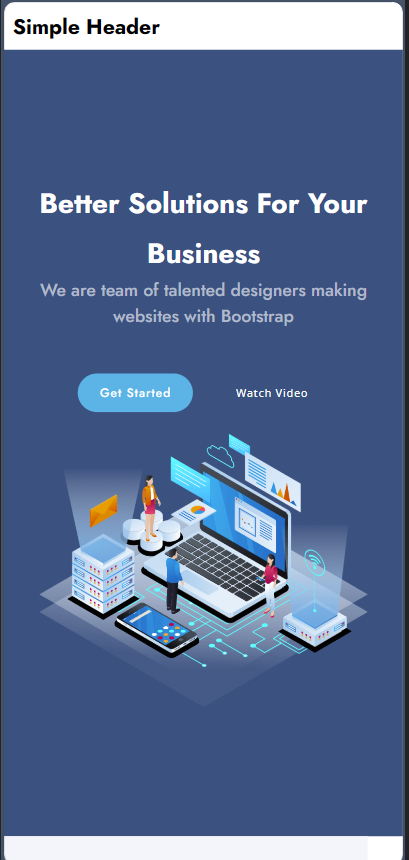 Simple Header
Better Solutions For Your
Business
We are team of talented designers making
websites with Bootstrap
Get Started
Watch Video